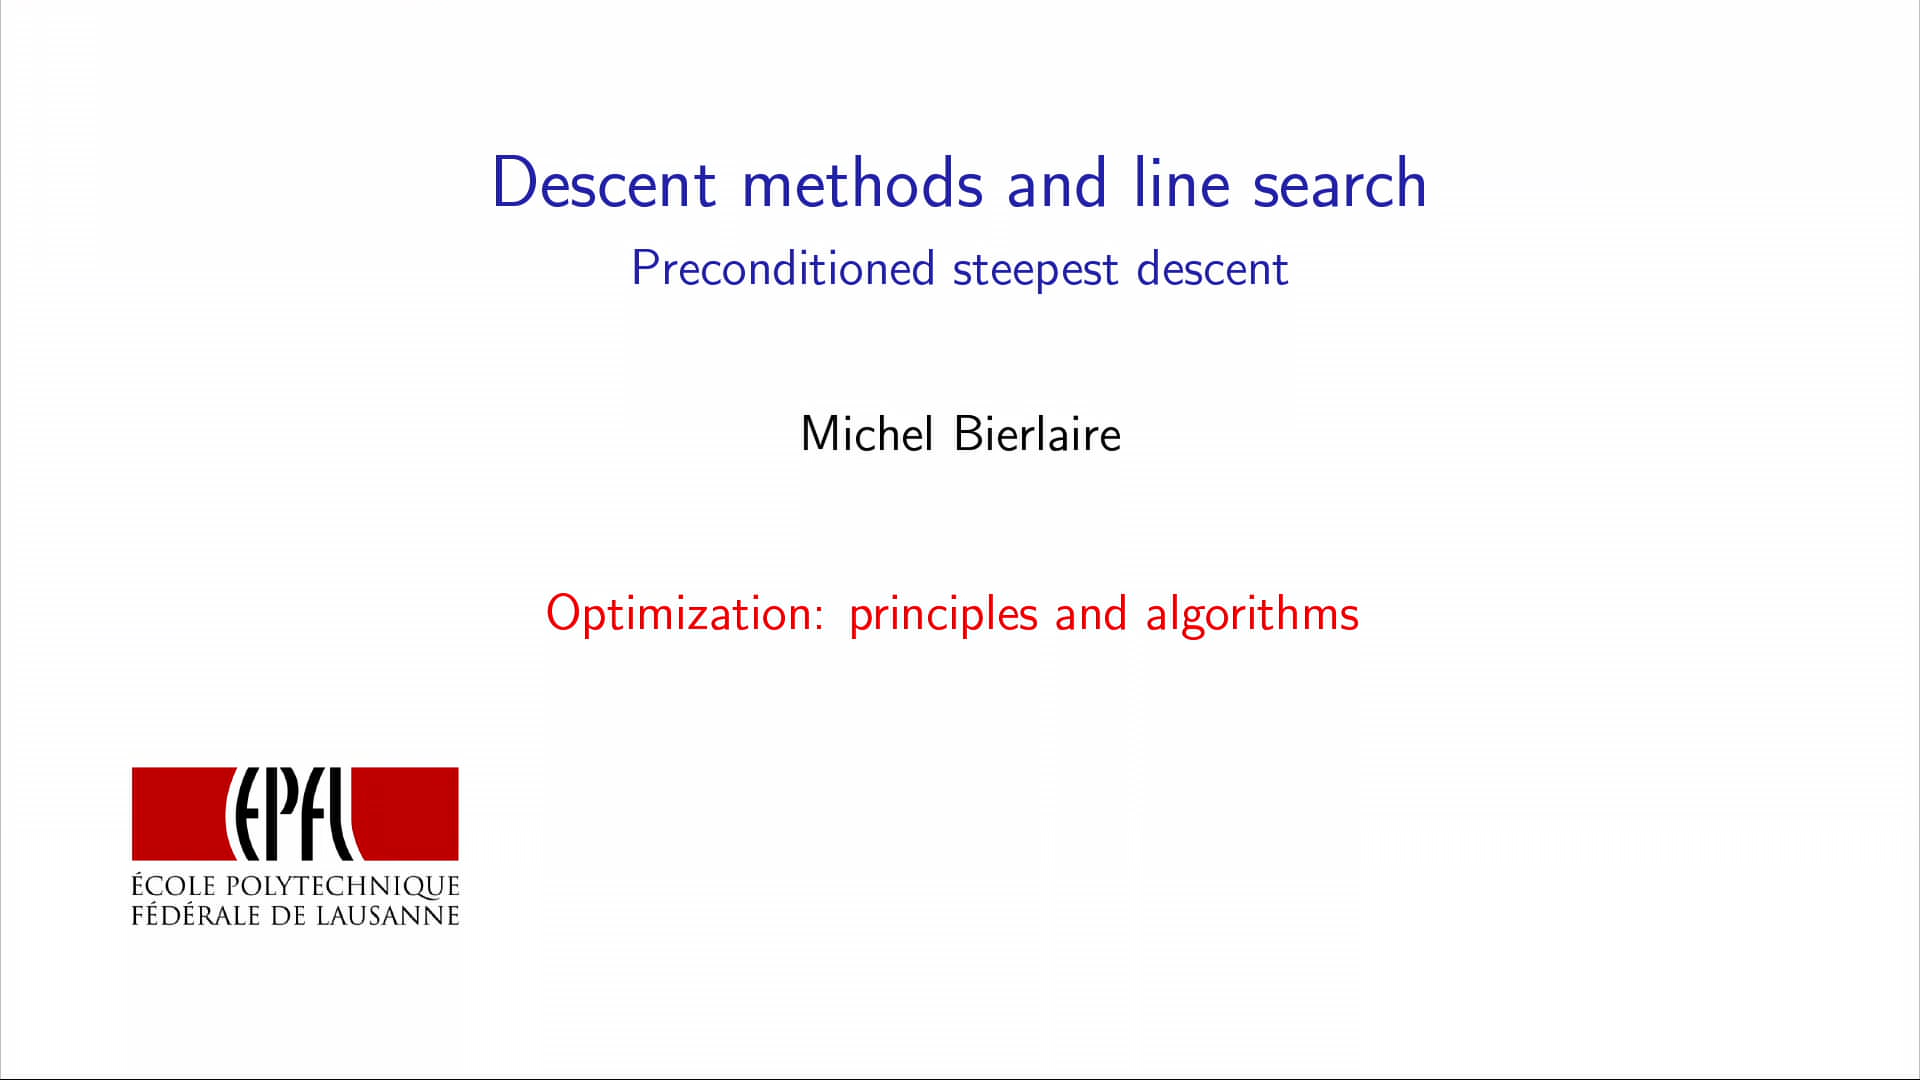 Descent methods and line search
Preconditioned steepest descent
Michel Bierlaire
Optimization: principles and algorithms
EPFL
ÉCOLE POLYTECHNIQUE
FÉDÉRALE DE LAUSANNE